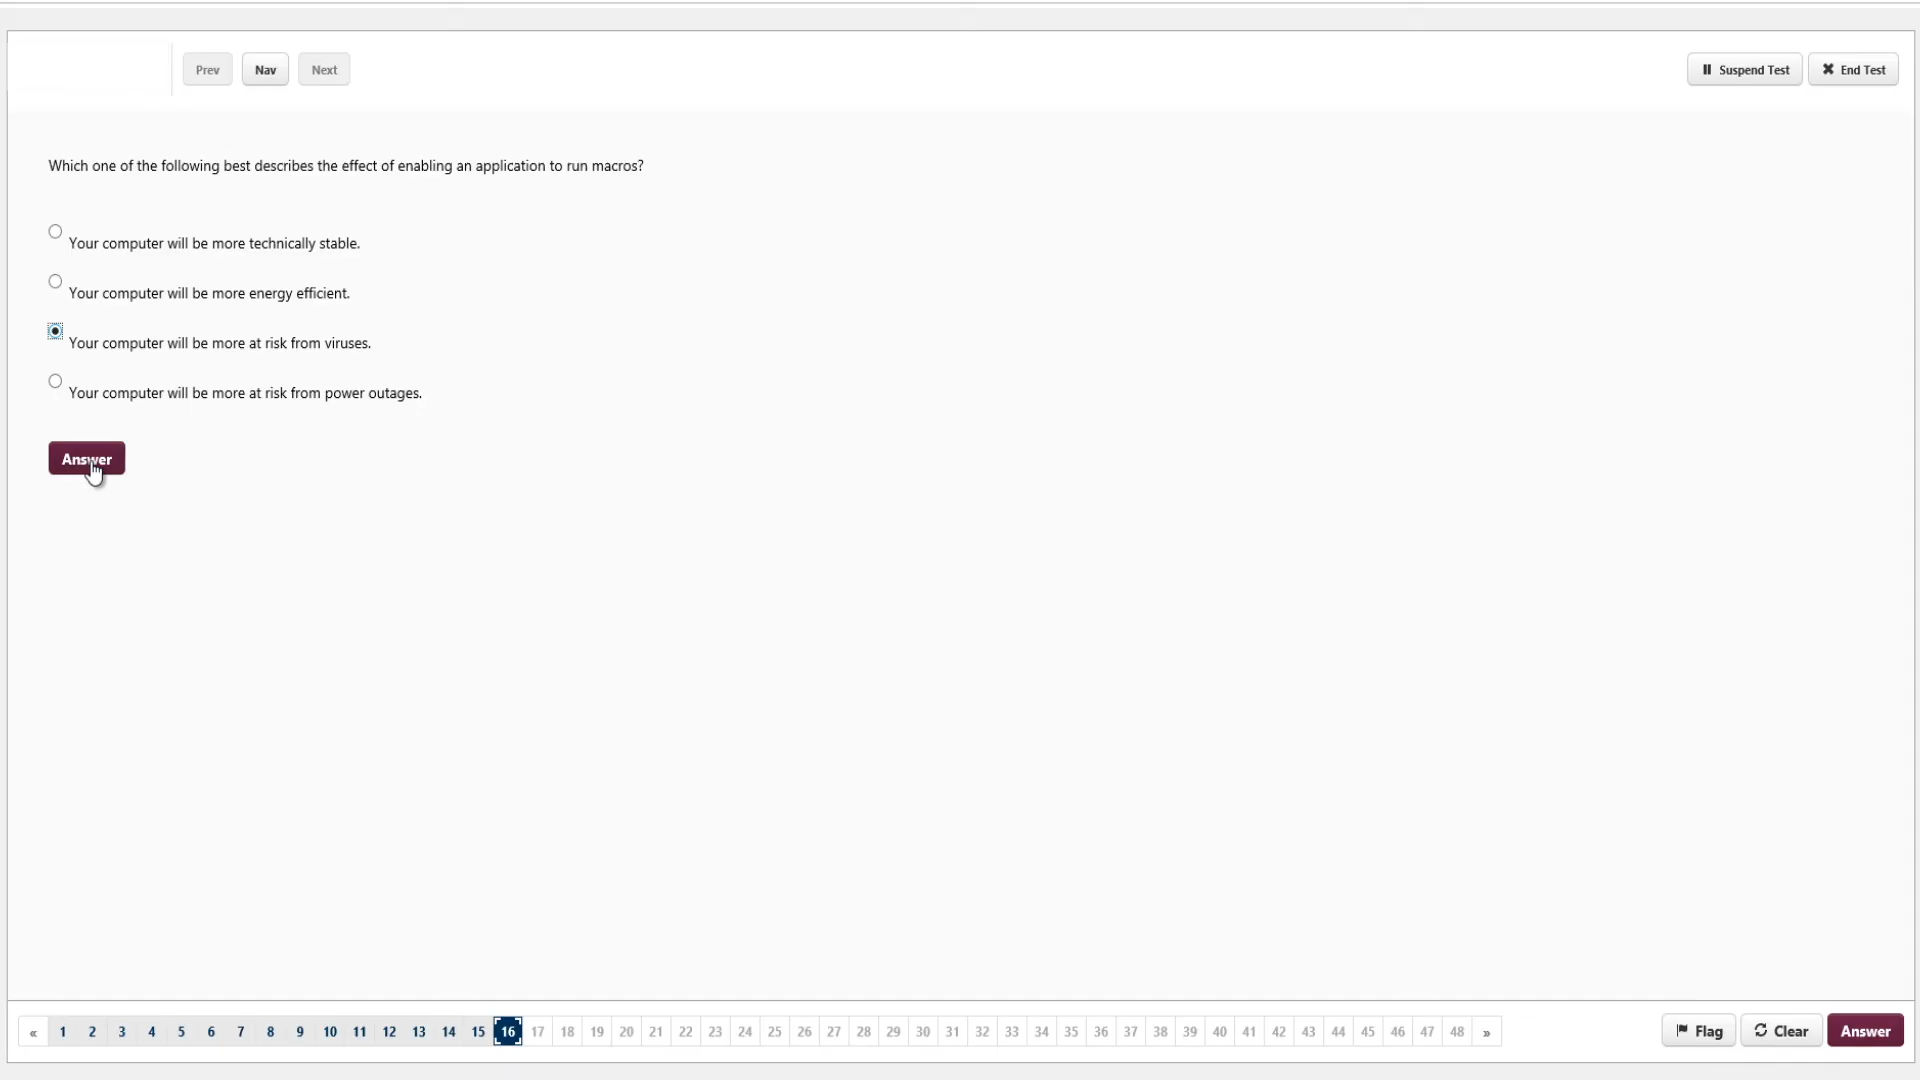 Prev Nav Next Suspend Test End Test
Which one of the following best describes the effect of enabling an application to run macros?
Your computer will be more technically stable.
Your computer will be more energy efficient.
Your computer will be more at risk from viruses.
Your computer will be more at risk from power outages.
Answer
« 1 2 3 4 5 6 7 8 9 10 11 12 13 14 15 16 17 18 19 20 21 22 23 24 25 26 27 28 29 30 31 32 33 34 35 36 37 38 39 40 41 42 43 44 45 46 47 48 » Flag Clear Answer